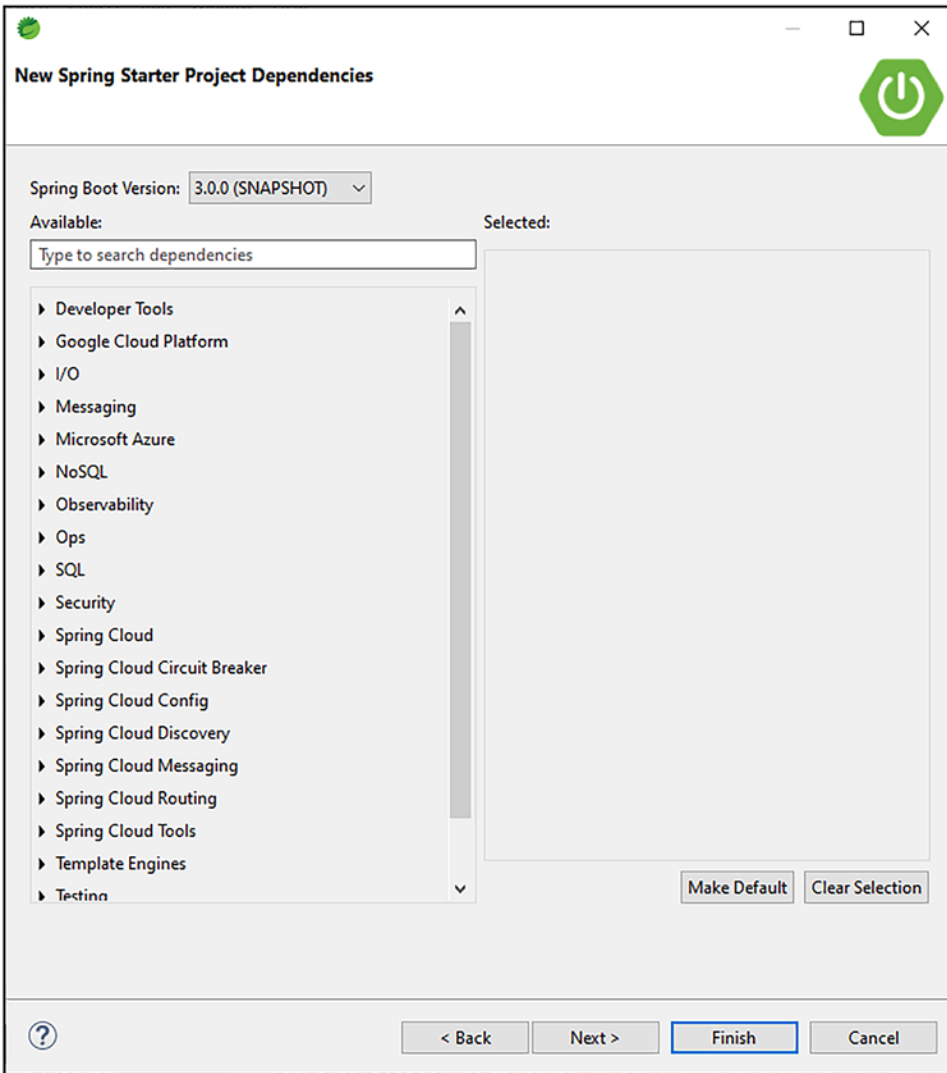 New Spring Starter Project Dependencies
Spring Boot Version: 3.0.0 (SNAPSHOT)
Available:
Selected:
Type to search dependencies
Developer Tools
Google Cloud Platform
I/O
Messaging
Microsoft Azure
NoSQL
Observability
Ops
SQL
Security
Spring Cloud
Spring Cloud Circuit Breaker
Spring Cloud Config
Spring Cloud Discovery
Spring Cloud Messaging
Spring Cloud Routing
Spring Cloud Tools
Template Engines
Testing
Make Default Clear Selection
? < Back Next > Finish Cancel